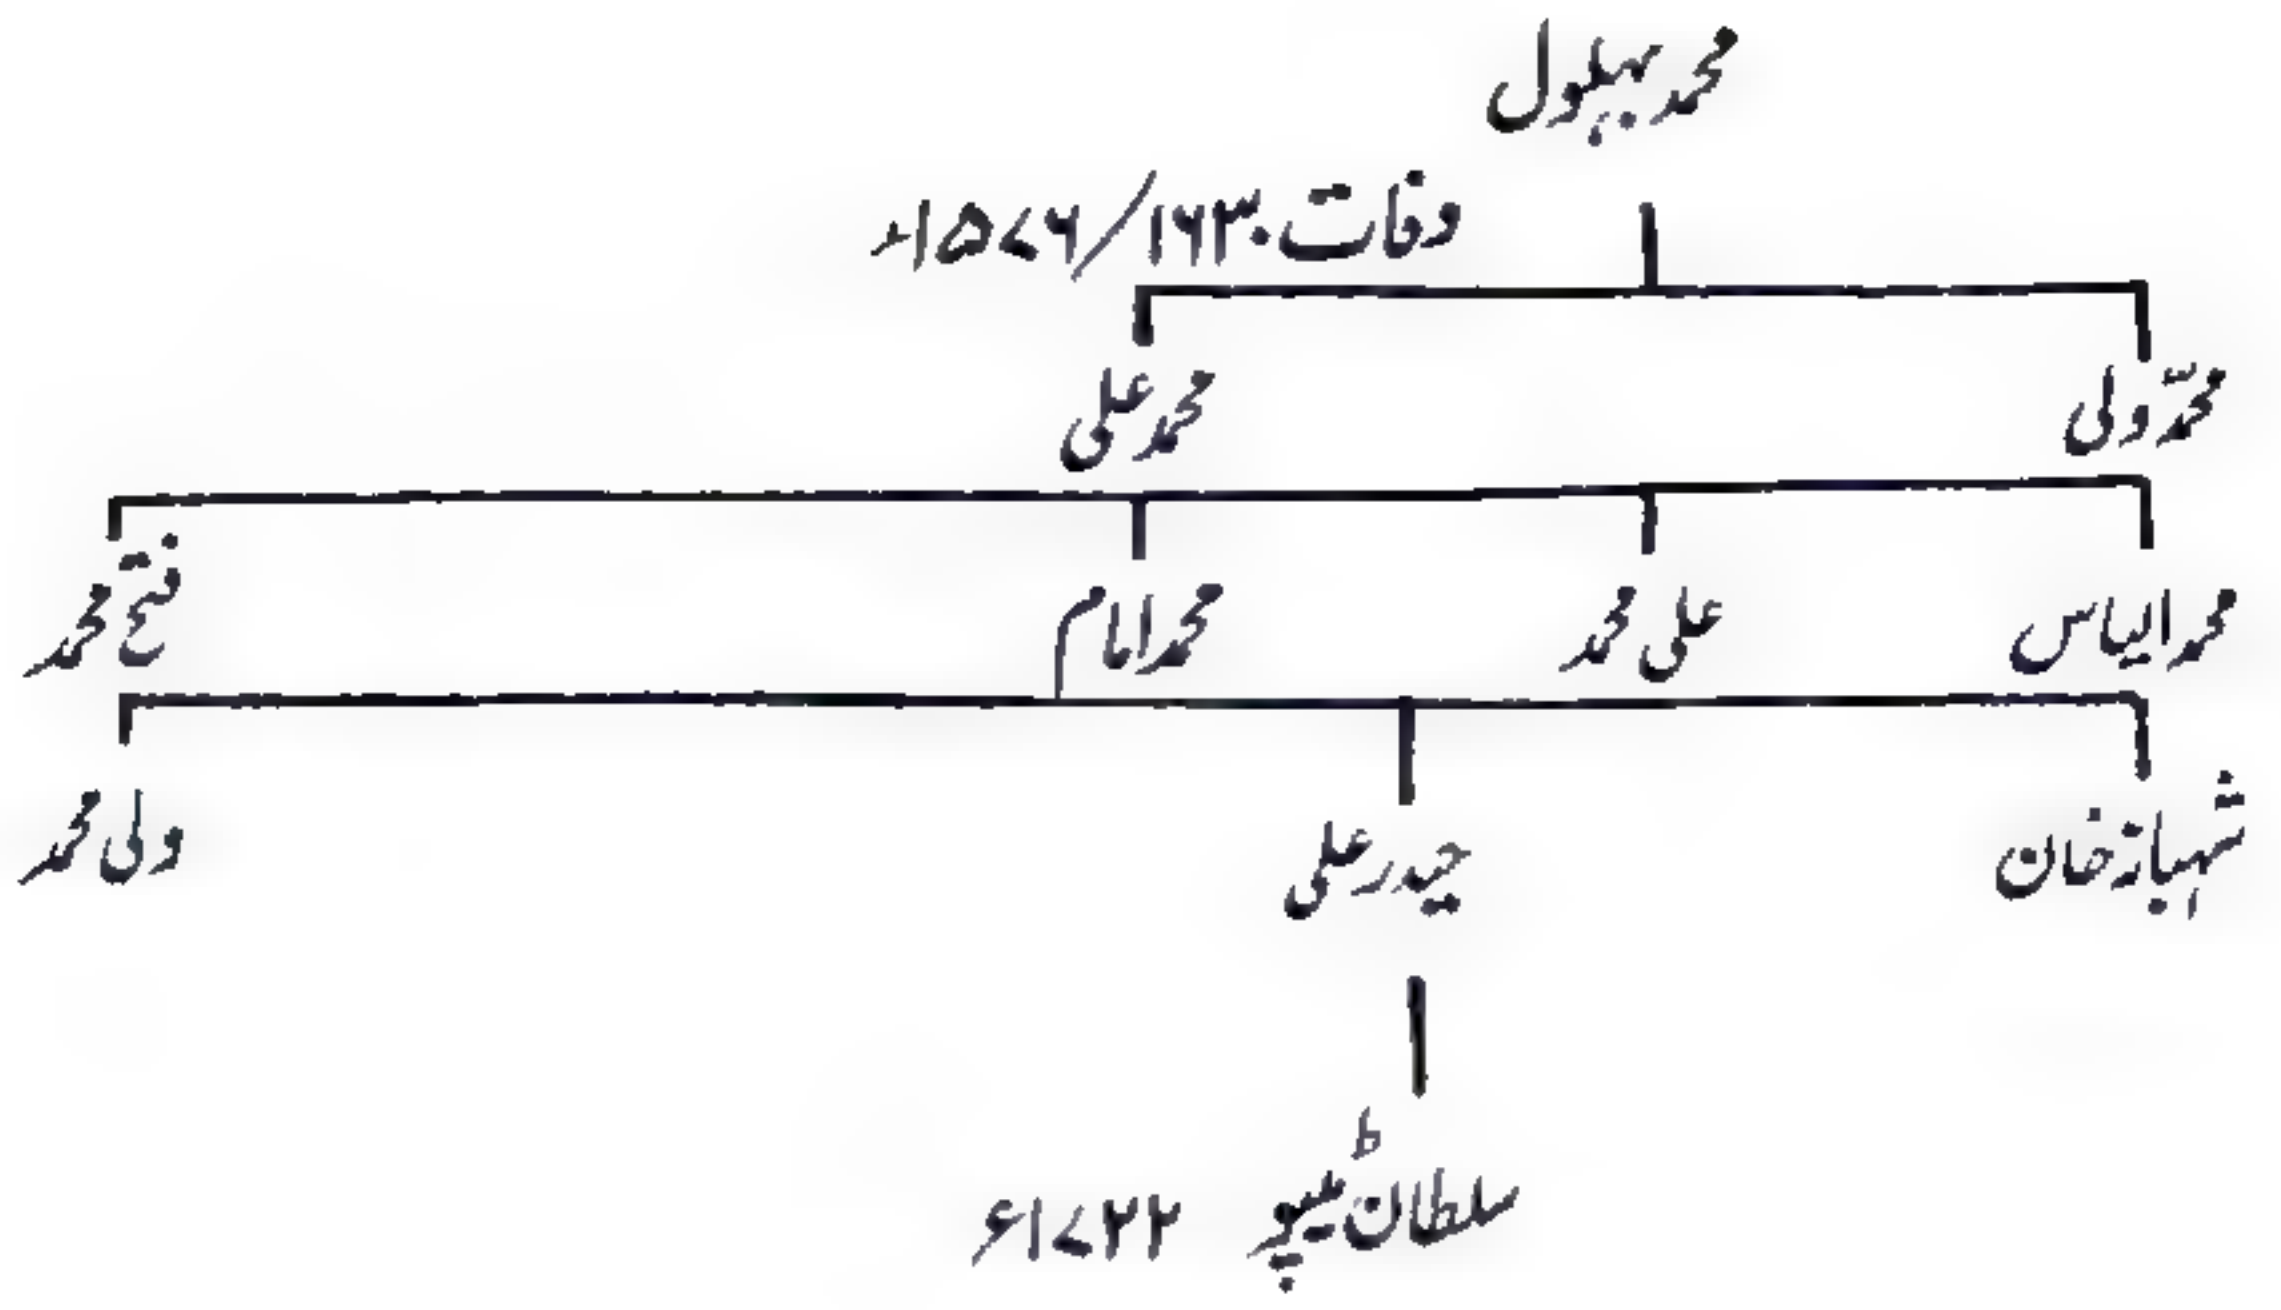 محمد بہلول
وفات ۱۶۳۰/۱۵۷۶ء
محمدّ ولی محمد علی
محمد الیاس علی محمد محمد امام فتح محمد
شہباز خان حیدر علی ولی محمد
سلطان ٹیپو ۱۷۲۲ء